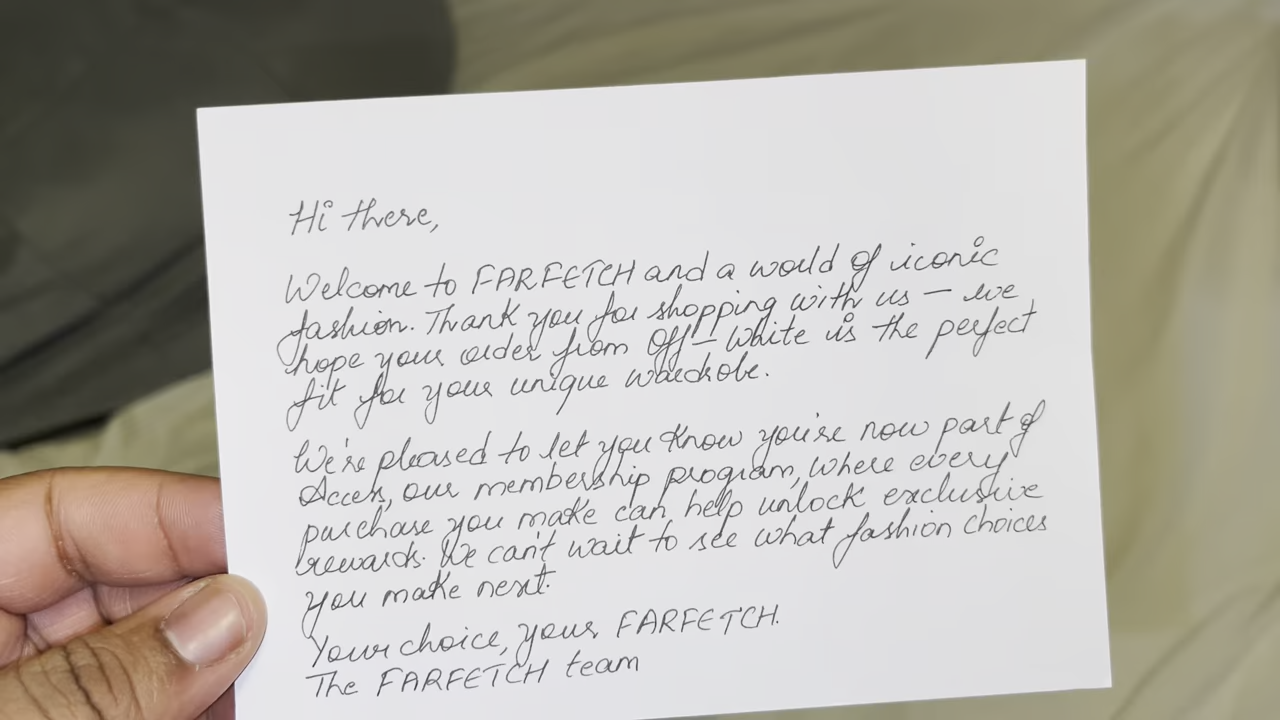 Hi there,
Welcome to FARFETCH and a world of iconic
fashion. Thank you for shopping with us – we
hope your order from Off-White is the perfect
fit for your unique wardrobe.
We're pleased to let you know you're now part of
Access, our membership program, where every
purchase you make can help unlock exclusive
rewards. We can't wait to see what fashion choices
you make next.
Your choice, your FARFETCH.
The FARFETCH team